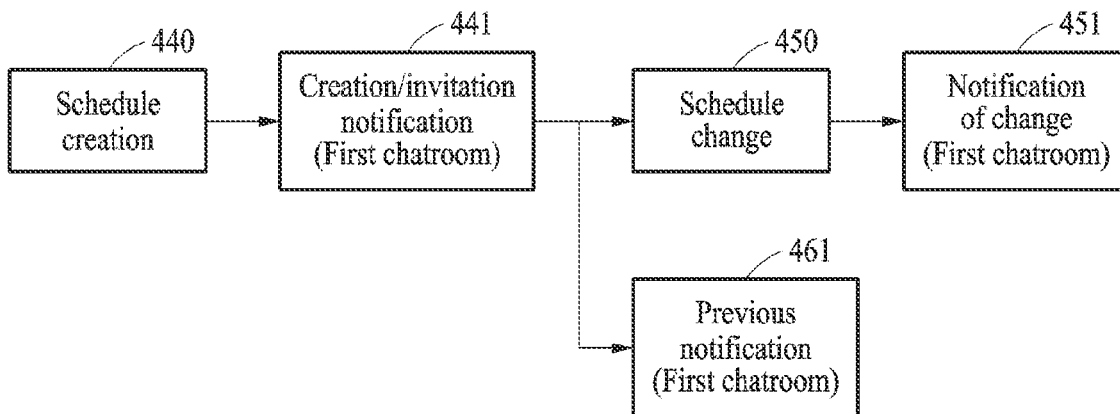 440
Schedule
creation
441
Creation/invitation
notification
(First chatroom)
450
Schedule
change
451
Notification
of change
(First chatroom)
461
Previous
notification
(First chatroom)